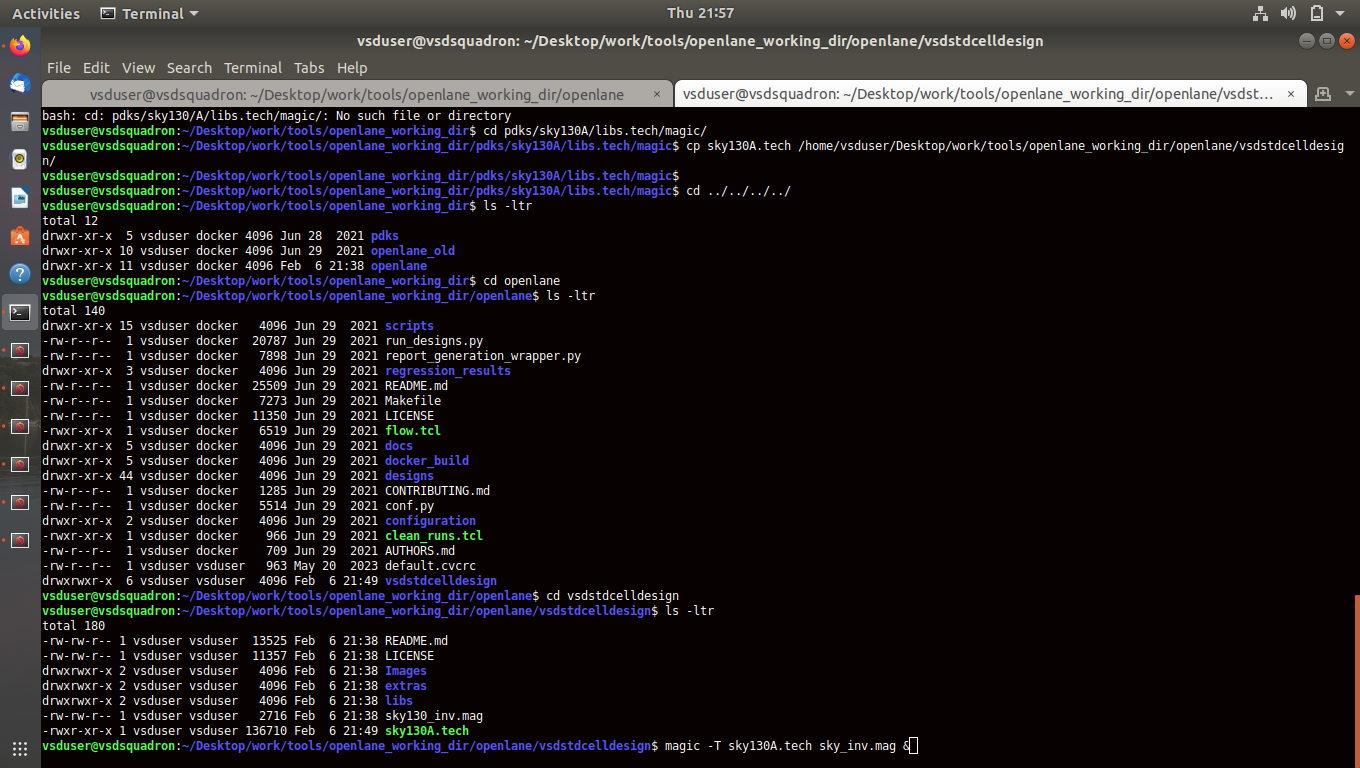 Activities Terminal Thu 21:57
vsduser@vsdsquadron: ~/Desktop/work/tools/openlane_working_dir/openlane/vsdstdcelldesign
File Edit View Search Terminal Tabs Help
vsduser@vsdsquadron: ~/Desktop/work/tools/openlane_working_dir/openlane × vsduser@vsdsquadron: ~/Desktop/work/tools/openlane_working_dir/openlane/vsdst... ×
bash: cd: pdks/sky130/A/libs.tech/magic/: No such file or directory
vsduser@vsdsquadron:~/Desktop/work/tools/openlane_working_dir$ cd pdks/sky130A/libs.tech/magic/
vsduser@vsdsquadron:~/Desktop/work/tools/openlane_working_dir/pdks/sky130A/libs.tech/magic$ cp sky130A.tech /home/vsduser/Desktop/work/tools/openlane_working_dir/openlane/vsdstdcelldesig
n/
vsduser@vsdsquadron:~/Desktop/work/tools/openlane_working_dir/pdks/sky130A/libs.tech/magic$
vsduser@vsdsquadron:~/Desktop/work/tools/openlane_working_dir/pdks/sky130A/libs.tech/magic$ cd ../../../../
vsduser@vsdsquadron:~/Desktop/work/tools/openlane_working_dir$ ls -ltr
total 12
drwxr-xr-x  5 vsduser docker 4096 Jun 28  2021 pdks
drwxr-xr-x 10 vsduser docker 4096 Jun 29  2021 openlane_old
drwxr-xr-x 11 vsduser docker 4096 Feb  6 21:38 openlane
vsduser@vsdsquadron:~/Desktop/work/tools/openlane_working_dir$ cd openlane
vsduser@vsdsquadron:~/Desktop/work/tools/openlane_working_dir/openlane$ ls -ltr
total 140
drwxr-xr-x 15 vsduser docker   4096 Jun 29  2021 scripts
-rw-r--r--  1 vsduser docker  20787 Jun 29  2021 run_designs.py
-rw-r--r--  1 vsduser docker   7898 Jun 29  2021 report_generation_wrapper.py
drwxr-xr-x  3 vsduser docker   4096 Jun 29  2021 regression_results
-rw-r--r--  1 vsduser docker  25509 Jun 29  2021 README.md
-rw-r--r--  1 vsduser docker   7273 Jun 29  2021 Makefile
-rw-r--r--  1 vsduser docker  11350 Jun 29  2021 LICENSE
-rwxr-xr-x  1 vsduser docker   6519 Jun 29  2021 flow.tcl
drwxr-xr-x  5 vsduser docker   4096 Jun 29  2021 docs
drwxr-xr-x  5 vsduser docker   4096 Jun 29  2021 docker_build
drwxr-xr-x 44 vsduser docker   4096 Jun 29  2021 designs
-rw-r--r--  1 vsduser docker   1285 Jun 29  2021 CONTRIBUTING.md
-rw-r--r--  1 vsduser docker   5514 Jun 29  2021 conf.py
drwxr-xr-x  2 vsduser docker   4096 Jun 29  2021 configuration
-rwxr-xr-x  1 vsduser docker    966 Jun 29  2021 clean_runs.tcl
-rw-r--r--  1 vsduser docker    709 Jun 29  2021 AUTHORS.md
-rw-r--r--  1 vsduser vsduser   963 May 20  2023 default.cvcrc
drwxrwxr-x  6 vsduser vsduser  4096 Feb  6 21:49 vsdstdcelldesign
vsduser@vsdsquadron:~/Desktop/work/tools/openlane_working_dir/openlane$ cd vsdstdcelldesign
vsduser@vsdsquadron:~/Desktop/work/tools/openlane_working_dir/openlane/vsdstdcelldesign$ ls -ltr
total 180
-rw-rw-r-- 1 vsduser vsduser  13525 Feb  6 21:38 README.md
-rw-rw-r-- 1 vsduser vsduser  11357 Feb  6 21:38 LICENSE
drwxrwxr-x 2 vsduser vsduser   4096 Feb  6 21:38 Images
drwxrwxr-x 2 vsduser vsduser   4096 Feb  6 21:38 extras
drwxrwxr-x 2 vsduser vsduser   4096 Feb  6 21:38 libs
-rw-rw-r-- 1 vsduser vsduser   2716 Feb  6 21:38 sky130_inv.mag
-rwxr-xr-x 1 vsduser vsduser 136710 Feb  6 21:49 sky130A.tech
vsduser@vsdsquadron:~/Desktop/work/tools/openlane_working_dir/openlane/vsdstdcelldesign$ magic -T sky130A.tech sky_inv.mag &